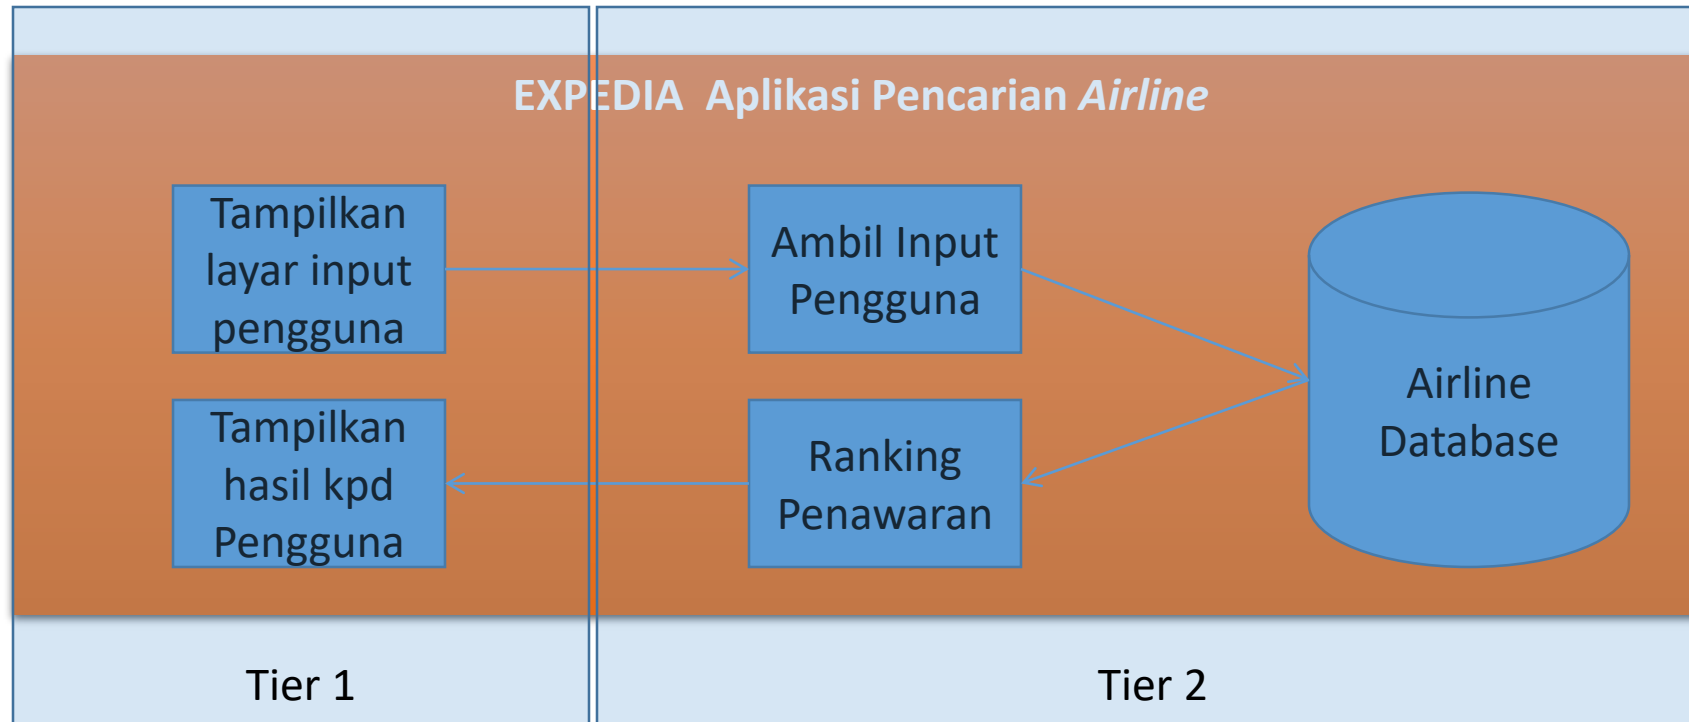 EXPEDIA Aplikasi Pencarian Airline
Tampilkan
layar input
pengguna
Ambil Input
Pengguna
Airline
Database
Tampilkan
hasil kpd
Pengguna
Ranking
Penawaran
Tier 1
Tier 2